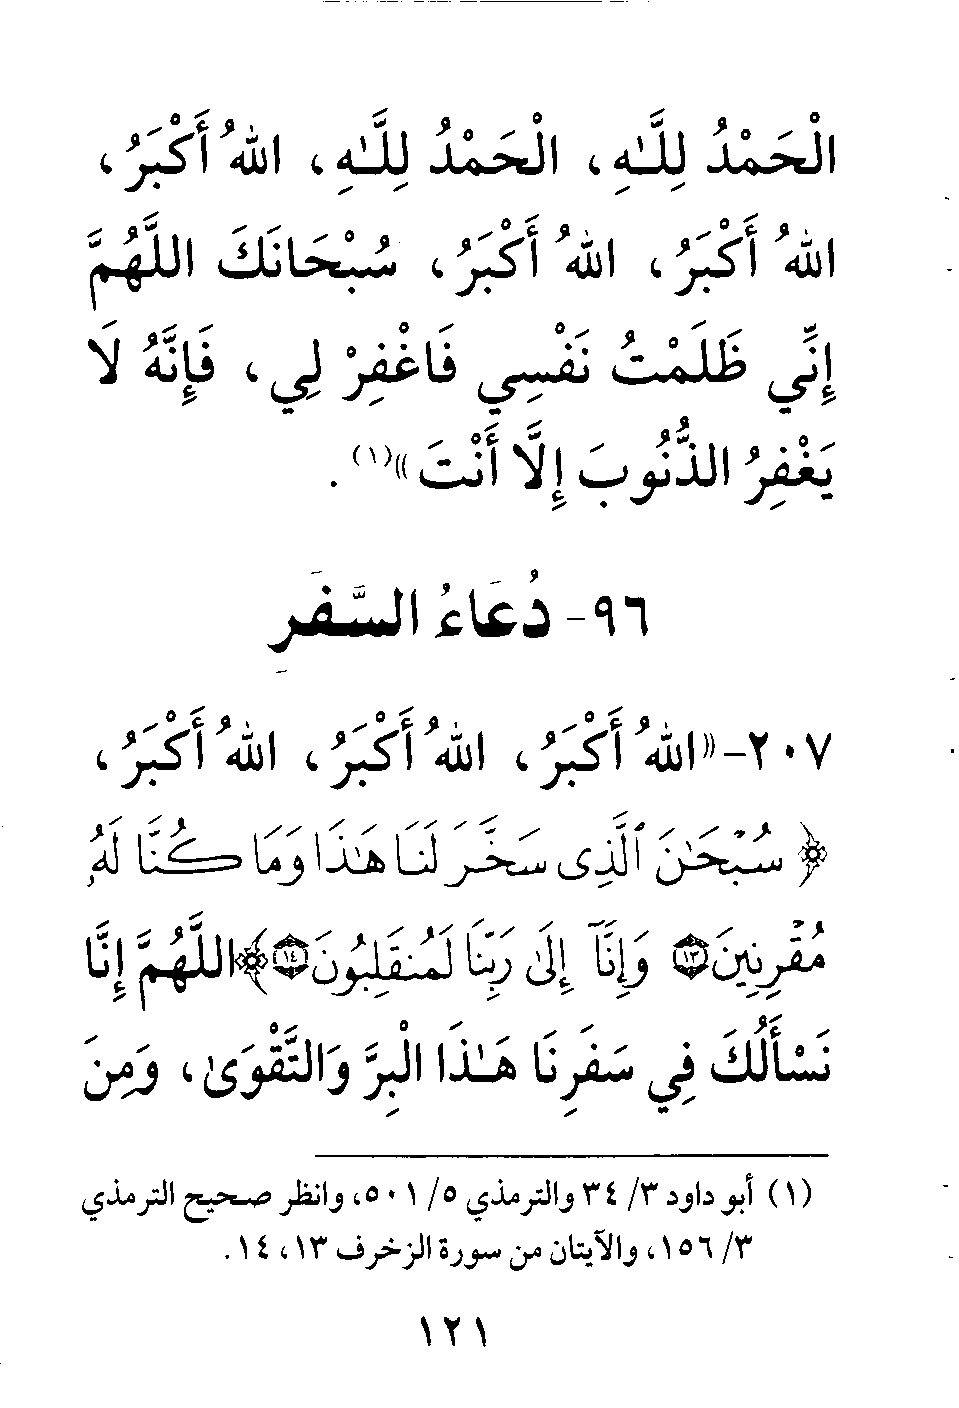 الْحَمْدُ لِلَّـٰهِ، الْحَمْدُ لِلَّـٰهِ، اللهُ أَكْبَرُ،
اللهُ أَكْبَرُ، اللهُ أَكْبَرُ، سُبْحَانَكَ اللَّهُمَّ
إِنِّي ظَلَمْتُ نَفْسِي فَاغْفِرْ لِي، فَإِنَّهُ لَا
يَغْفِرُ الذُّنُوبَ إِلَّا أَنْتَ»(١).
٩٦- دُعَاءُ السَّفَرِ
٢٠٧-«اللهُ أَكْبَرُ، اللهُ أَكْبَرُ، اللهُ أَكْبَرُ،
﴿سُبْحَـٰنَ ٱلَّذِى سَخَّرَ لَنَا هَـٰذَا وَمَا كُنَّا لَهُۥ
مُقْرِنِينَ ١٣ وَإِنَّآ إِلَىٰ رَبِّنَا لَمُنقَلِبُونَ ١٤﴾ اللَّهُمَّ إِنَّا
نَسْأَلُكَ فِي سَفَرِنَا هَـٰذَا الْبِرَّ وَالتَّقْوَىٰ، وَمِنَ
(١) أبو داود ٣/ ٣٤ والترمذي ٥/ ٥٠١، وانظر صحيح الترمذي
٣/ ١٥٦، والآيتان من سورة الزخرف ١٣، ١٤.
١٢١